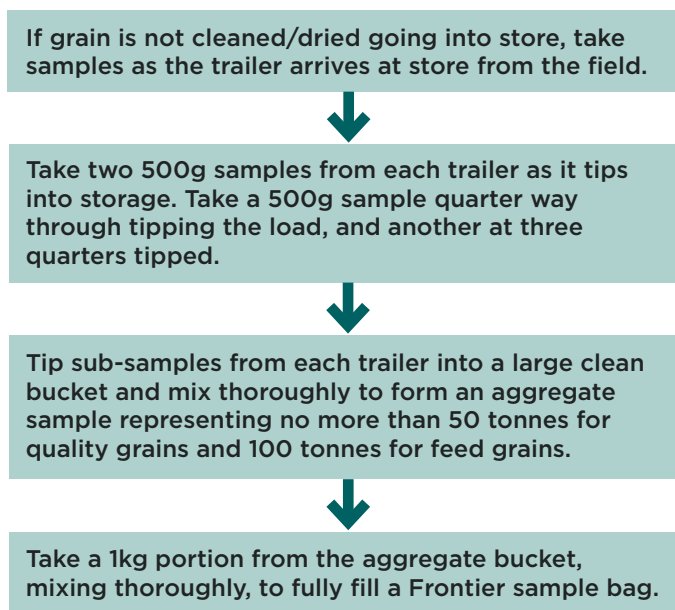 If grain is not cleaned/dried going into store, take
samples as the trailer arrives at store from the field.
Take two 500g samples from each trailer as it tips
into storage. Take a 500g sample quarter way
through tipping the load, and another at three
quarters tipped.
Tip sub-samples from each trailer into a large clean
bucket and mix thoroughly to form an aggregate
sample representing no more than 50 tonnes for
quality grains and 100 tonnes for feed grains.
Take a 1kg portion from the aggregate bucket,
mixing thoroughly, to fully fill a Frontier sample bag.